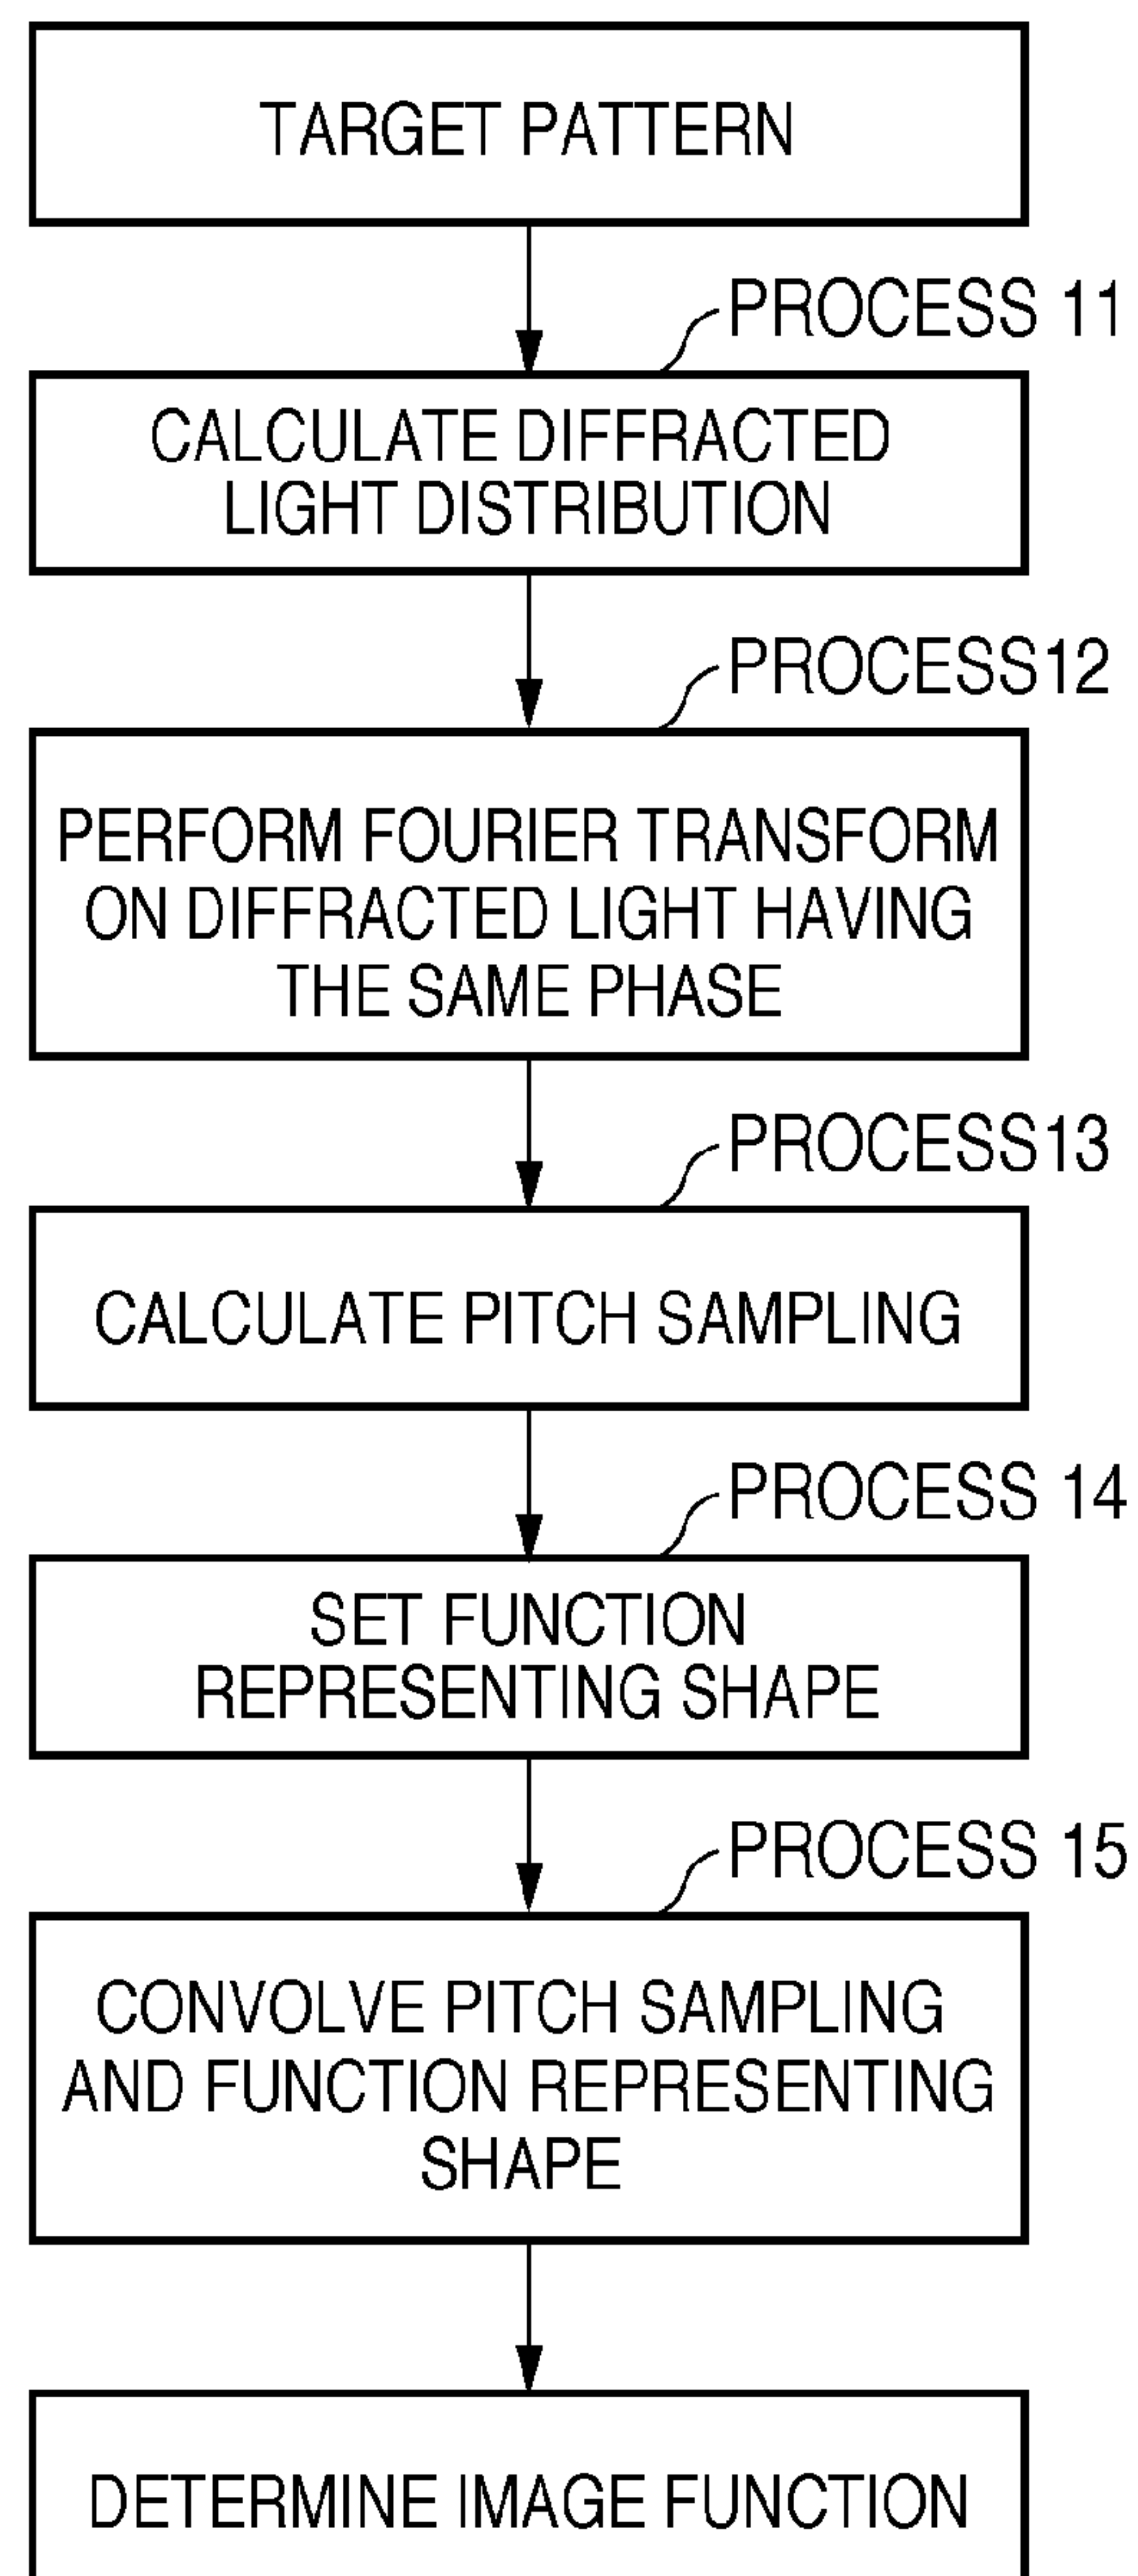 TARGET PATTERN
PROCESS 11
CALCULATE DIFFRACTED
LIGHT DISTRIBUTION
PROCESS12
PERFORM FOURIER TRANSFORM
ON DIFFRACTED LIGHT HAVING
THE SAME PHASE
PROCESS13
CALCULATE PITCH SAMPLING
PROCESS 14
SET FUNCTION
REPRESENTING SHAPE
PROCESS 15
CONVOLVE PITCH SAMPLING
AND FUNCTION REPRESENTING
SHAPE
DETERMINE IMAGE FUNCTION